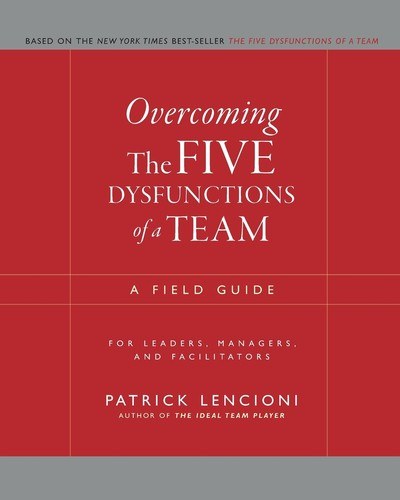 BASED ON THE NEW YORK TIMES BEST-SELLER THE FIVE DYSFUNCTIONS OF A TEAM
Overcoming
The FIVE
DYSFUNCTIONS
of a TEAM
A FIELD GUIDE
FOR LEADERS, MANAGERS,
AND FACILITATORS
PATRICK LENCIONI
AUTHOR OF THE IDEAL TEAM PLAYER